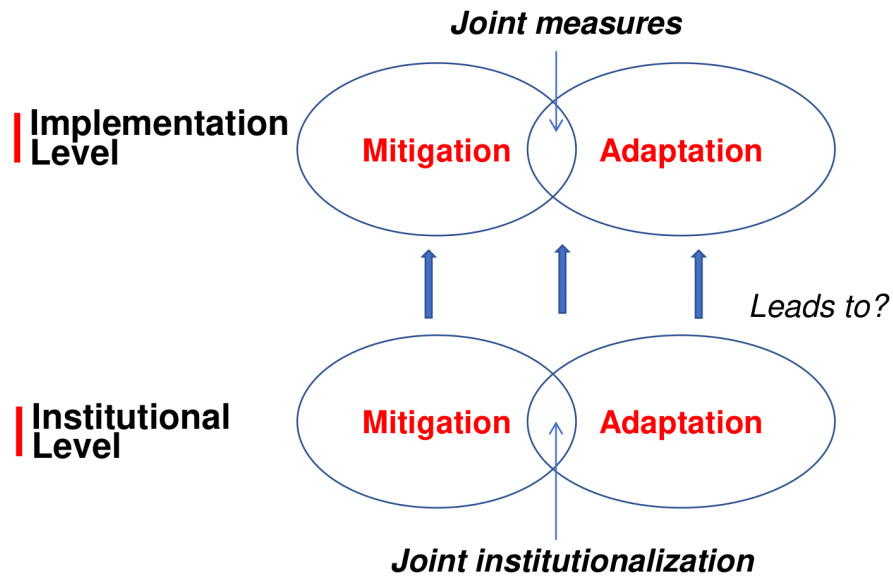 Joint measures
Implementation
Level
Mitigation
Adaptation
Leads to?
Institutional
Level
Mitigation
Adaptation
Joint institutionalization